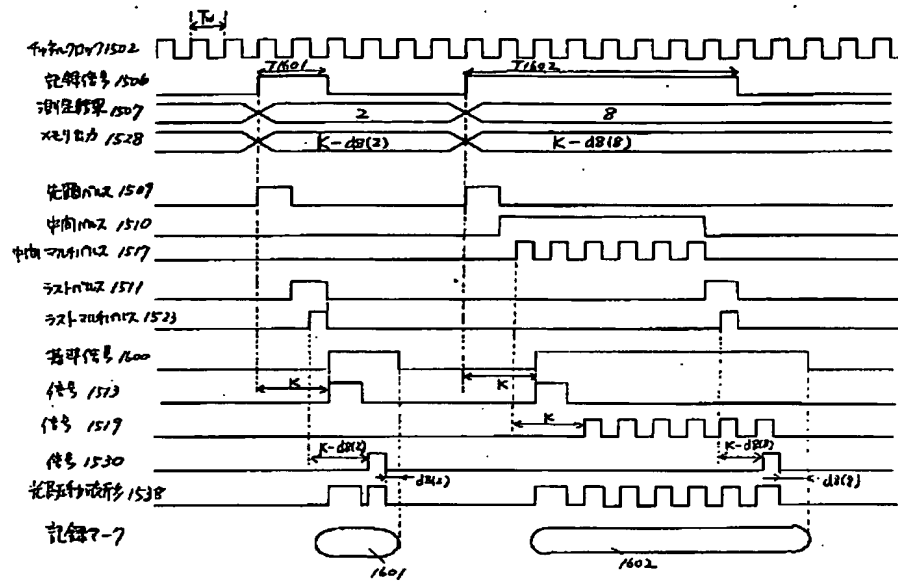 Tw
チャネルクロック1502
T1601
T1602
記録信号1506
測定結果1507
2
8
メモリ出力1528
K-d8(2)
K-d8(8)
先頭パルス1509
中間パルス1510
中間マルチパルス1517
ラストパルス1511
ラストマルチパルス1523
基準信号1600
K
K
信号1513
K
信号1519
K-d8(2)
K-d8(8)
信号1530
d8(2)
d8(8)
光駆動波形1538
記録マーク
1601
1602